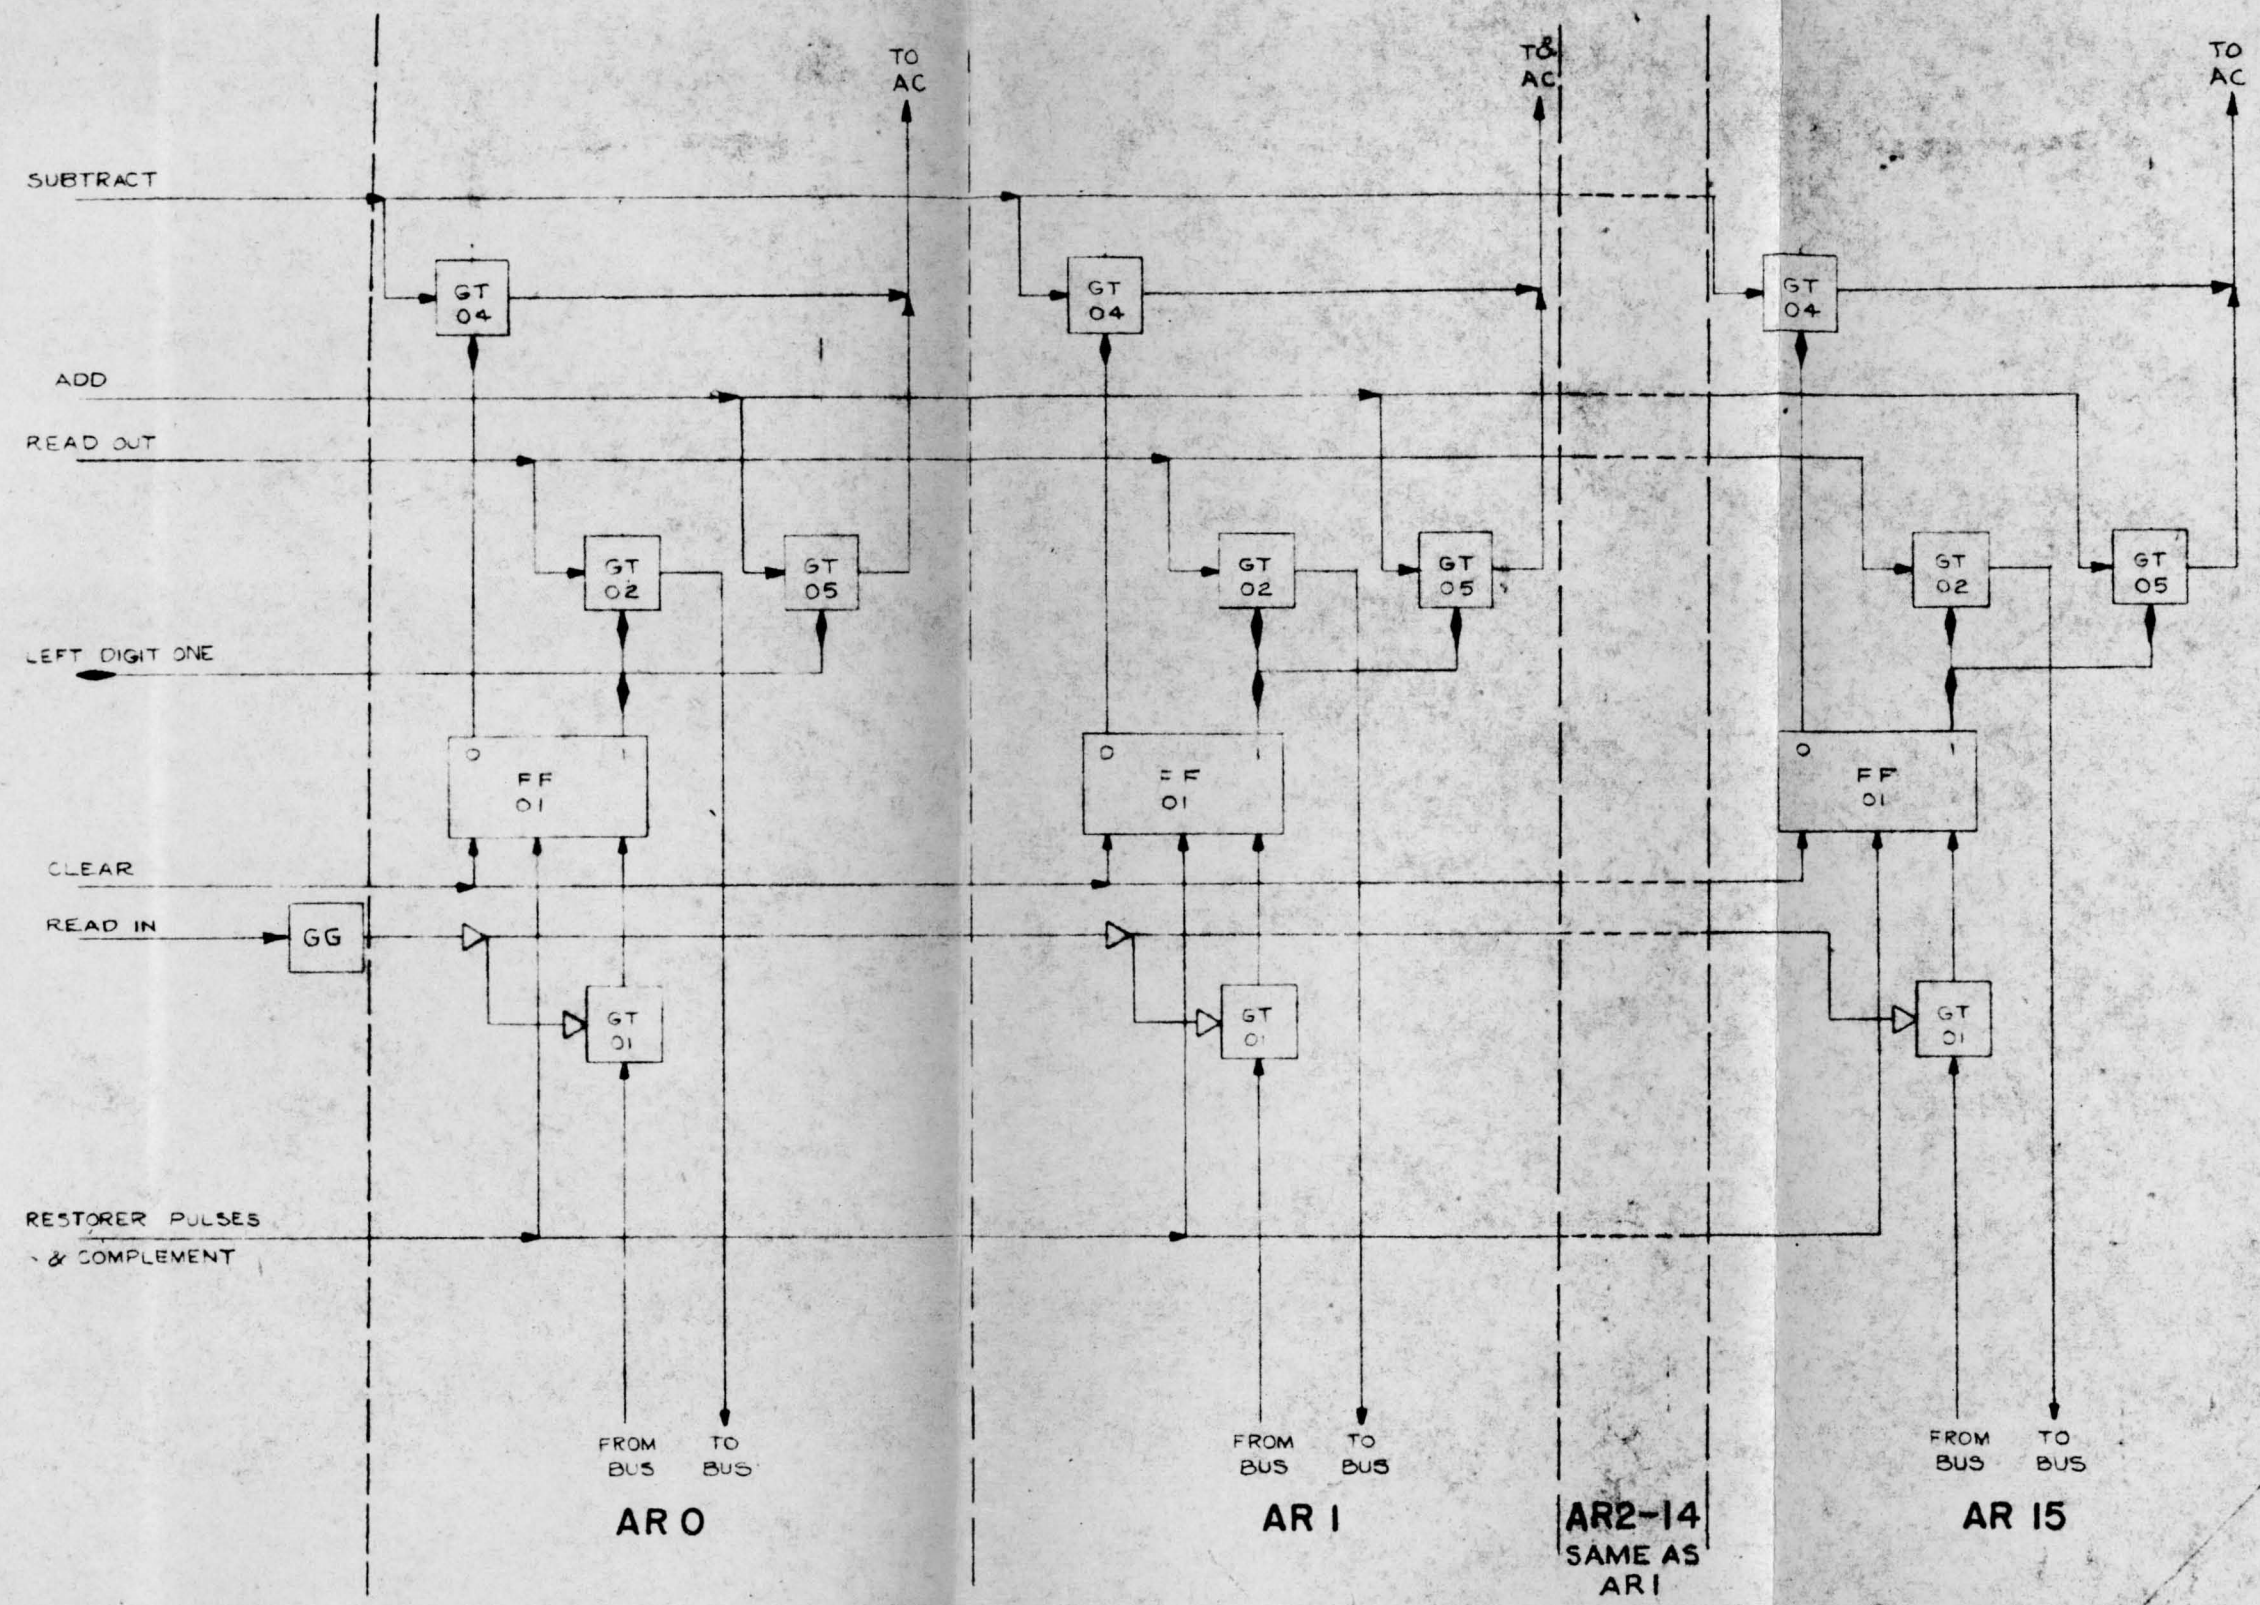 TO
AC
TO
AC
TO
AC
SUBTRACT
GT
04
GT
04
GT
04
ADD
READ OUT
GT
02
GT
05
GT
02
GT
05
GT
02
GT
05
LEFT DIGIT ONE
0 1
FF
01
0 1
FF
01
0 1
FF
01
CLEAR
READ IN
GG
GT
01
GT
01
GT
01
RESTORER PULSES
& COMPLEMENT
FROM
BUS
TO
BUS
FROM
BUS
TO
BUS
FROM
BUS
TO
BUS
AR 0
AR 1
AR2-14
SAME AS
AR1
AR 15